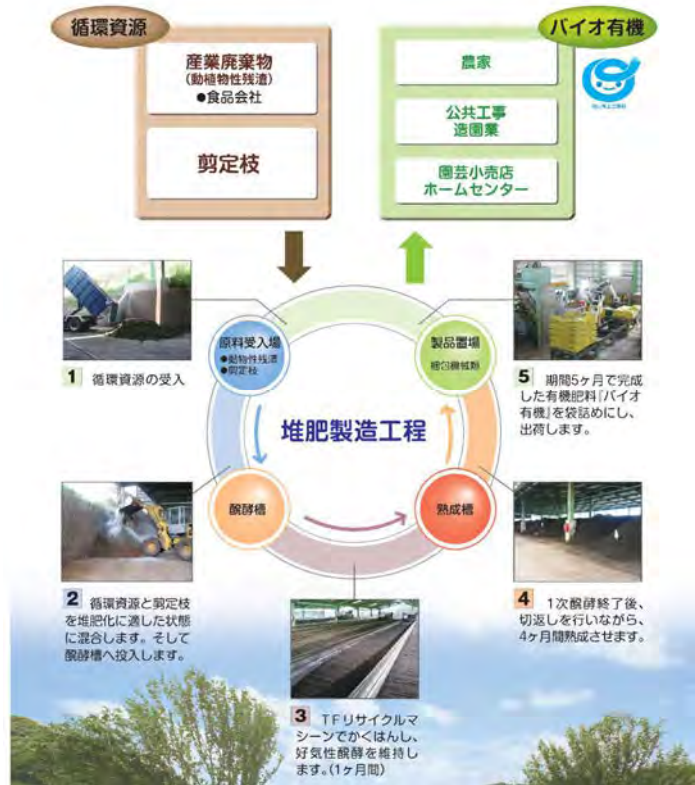 循環資源
バイオ有機
産業廃棄物
(動植物性残渣)
●食品会社
剪定枝
農家
公共工事
造園業
園芸小売店
ホームセンター
原料受入場
●動物性残渣
●剪定枝
製品置場
梱包機械類
堆肥製造工程
醗酵槽
熟成槽
1 循環資源の受入
2 循環資源と剪定枝
を堆肥化に適した状態
に混合します。そして
醗酵槽へ投入します。
3 TFリサイクルマ
シーンでかくはんし、
好気性醗酵を維持し
ます。(1ヶ月間)
4 1次醗酵終了後、
切返しを行いながら、
4ヶ月間熟成させます。
5 期間5ヶ月で完成
した有機肥料『バイオ
有機』を袋詰めにし、
出荷します。